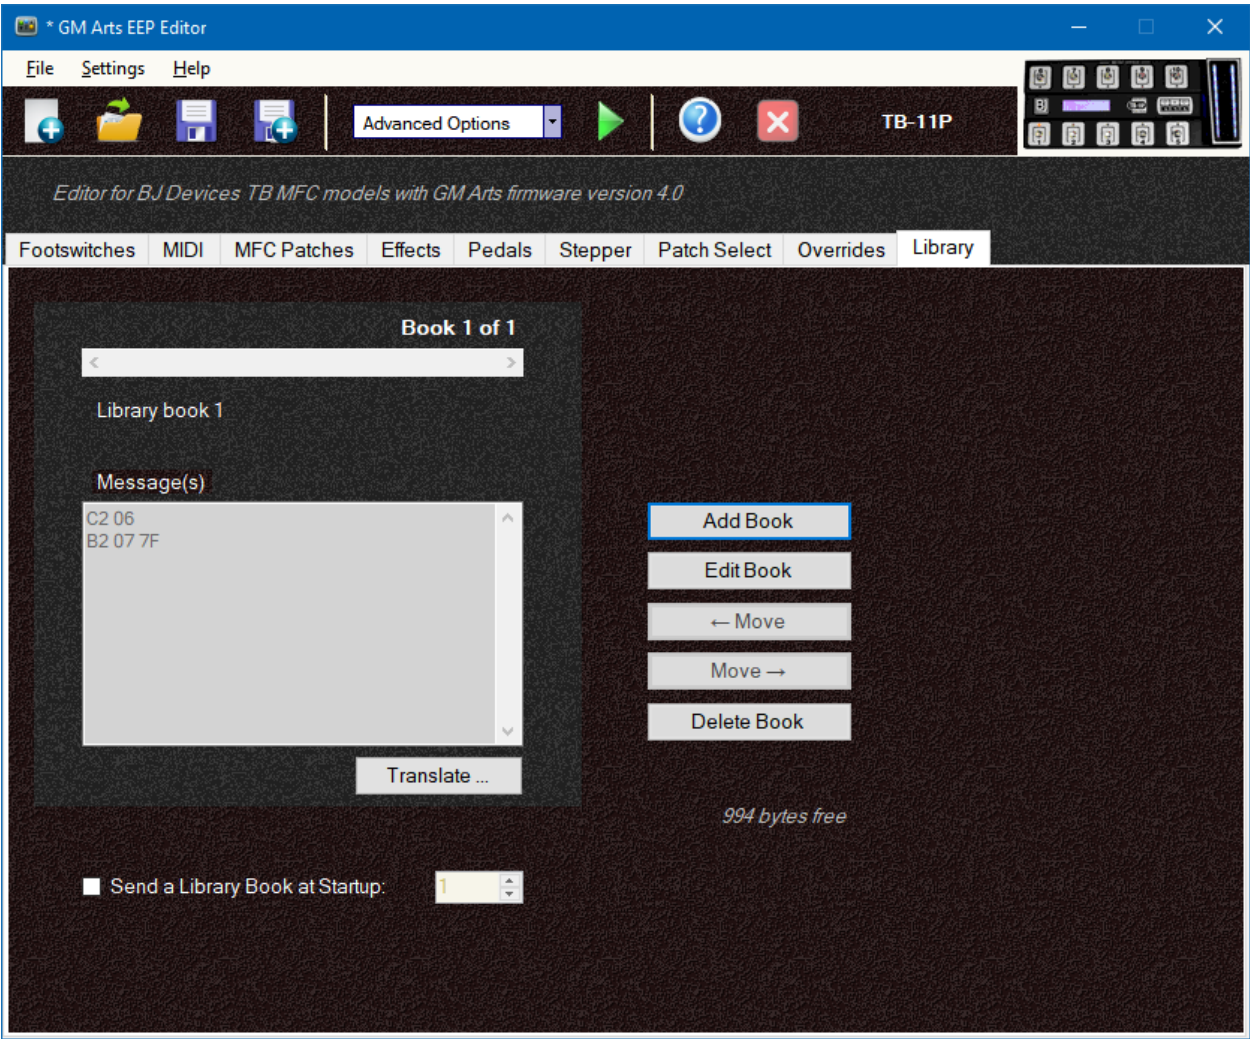 * GM Arts EEP Editor
File Settings Help
Advanced Options
TB-11P
Editor for BJ Devices TB MFC models with GM Arts firmware version 4.0
Footswitches MIDI MFC Patches Effects Pedals Stepper Patch Select Overrides Library
Book 1 of 1
Library book 1
Message(s)
C2 06
B2 07 7F
Add Book
Edit Book
← Move
Move →
Delete Book
Translate ...
994 bytes free
Send a Library Book at Startup: 1